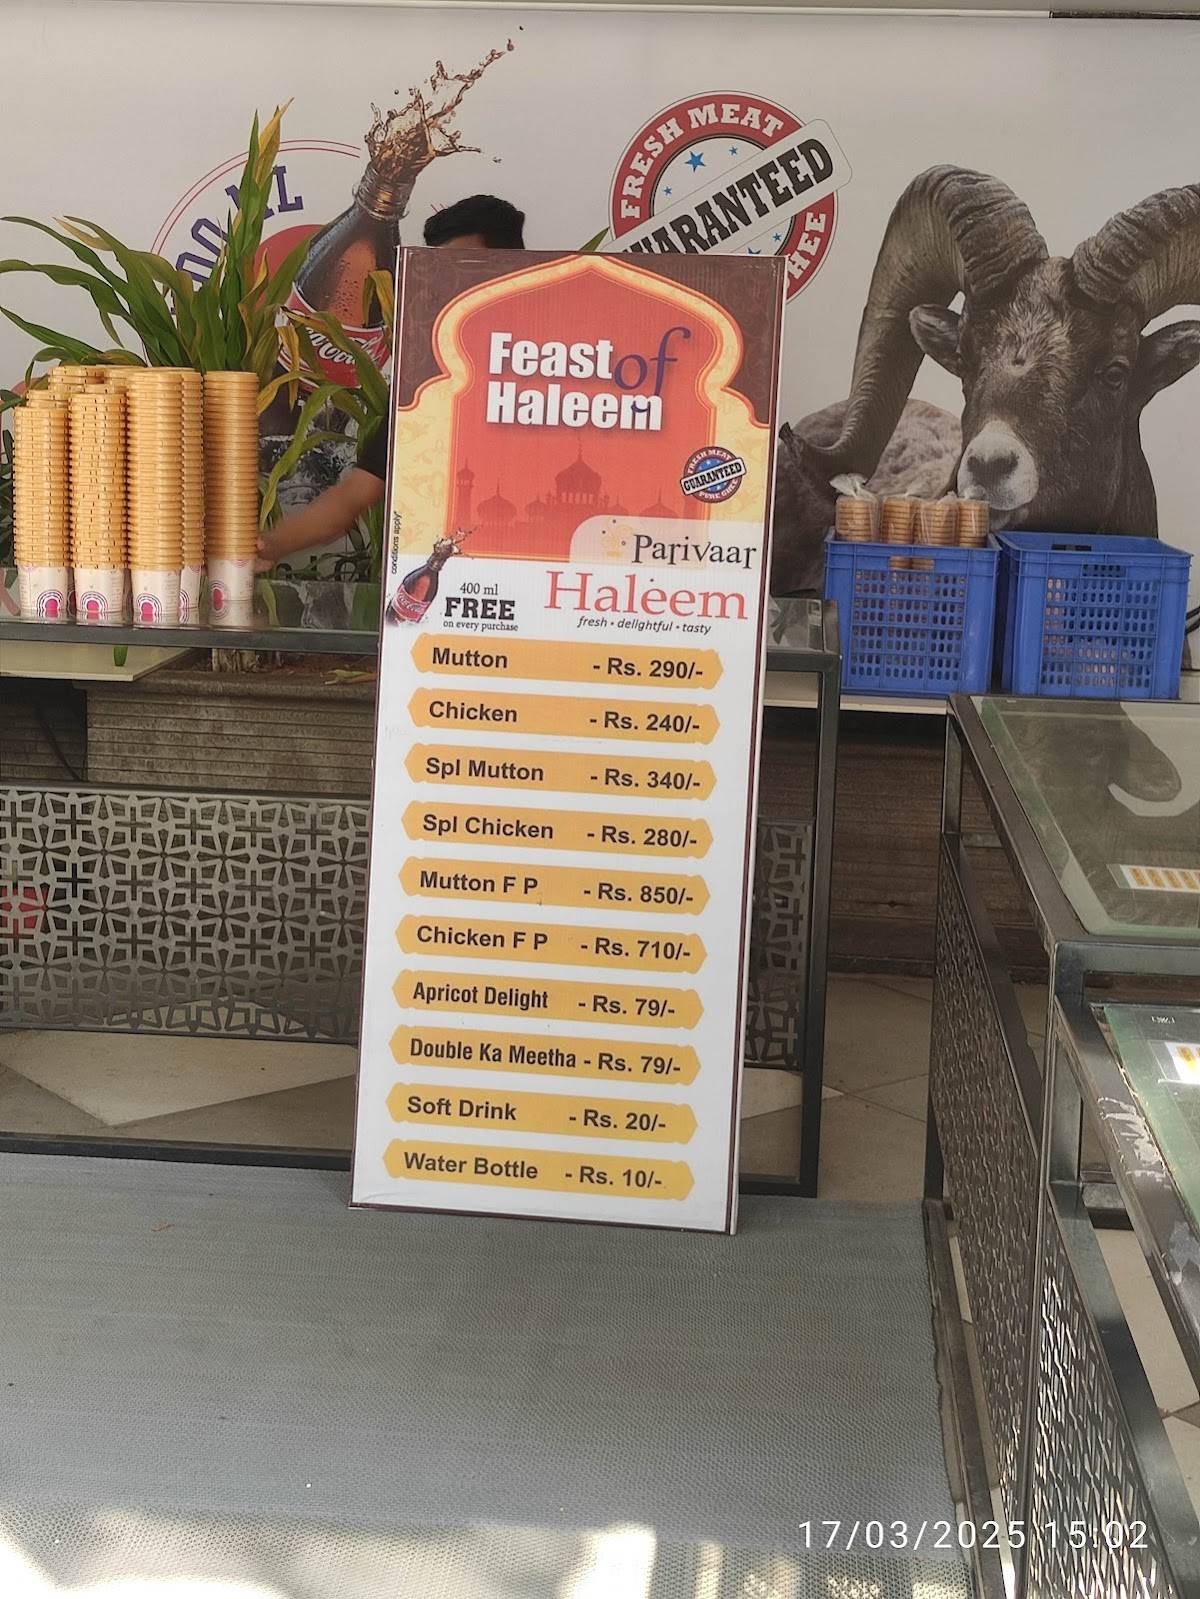 FRESH MEAT
GUARANTEED
GHEE
Feast of
Haleem
FRESH MEAT
GUARANTEED
PURE GHEE
conditions apply*
Parivaar
Haleem
fresh • delightful • tasty
400 ml
FREE
on every purchase
Mutton - Rs. 290/-
Chicken - Rs. 240/-
Spl Mutton - Rs. 340/-
Spl Chicken - Rs. 280/-
Mutton F P - Rs. 850/-
Chicken F P - Rs. 710/-
Apricot Delight - Rs. 79/-
Double Ka Meetha - Rs. 79/-
Soft Drink - Rs. 20/-
Water Bottle - Rs. 10/-
17/03/2025 15:02